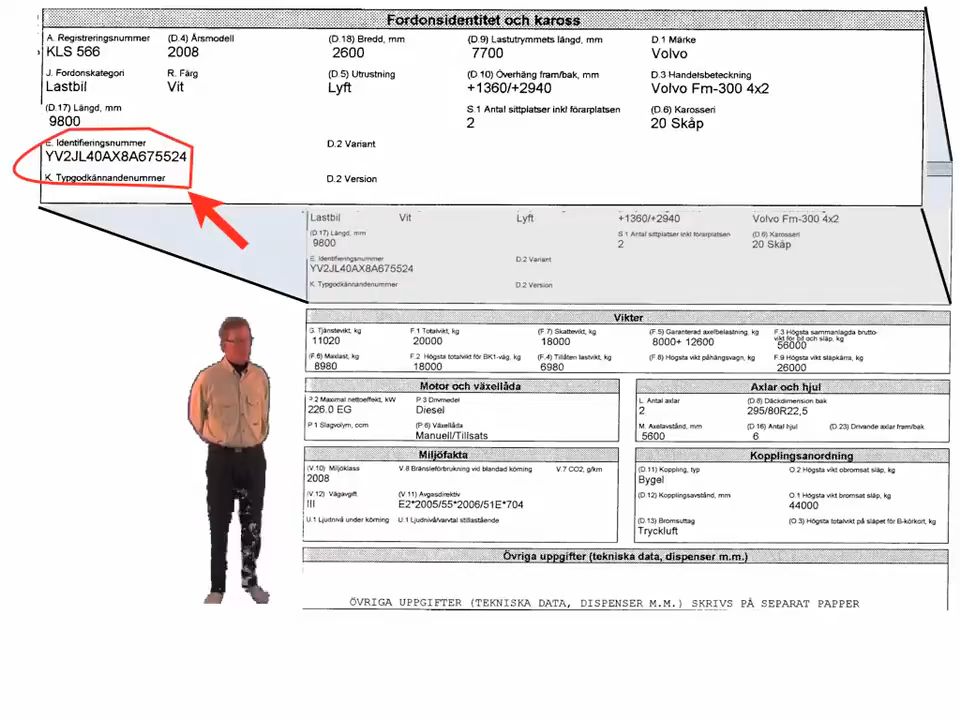 Fordonsidentitet och kaross
A. Registreringsnummer (D.4) Årsmodell (D.18) Bredd, mm (D.9) Lastutrymmets längd, mm D.1 Märke
KLS 566 2008 2600 7700 Volvo
J. Fordonskategori R. Färg (D.5) Utrustning (D 10) Överhäng fram/bak, mm D.3 Handelsbeteckning
Lastbil Vit Lyft +1360/+2940 Volvo Fm-300 4x2
(D.17) Längd, mm S.1 Antal sittplatser inkl förarplatsen (D.6) Karosseri
9800 2 20 Skåp
E. Identifieringsnummer D.2 Variant
YV2JL40AX8A675524
K. Typgodkännandenummer D.2 Version
Lastbil Vit Lyft +1360/+2940 Volvo Fm-300 4x2
(D.17) Längd, mm S.1 Antal sittplatser inkl förarplatsen (D.6) Karosseri
9800 2 20 Skåp
E. Identifieringsnummer D.2 Variant
YV2JL40AX8A675524
K. Typgodkännandenummer D.2 Version
Vikter
G. Tjänstevikt, kg F.1 Totalvikt, kg (F.7) Skattevikt, kg (F.5) Garanterad axelbelastning, kg F.3 Högsta sammanlagda brutto-
vikt för bil och släp, kg
11020 20000 18000 8000+ 12600 56000
(F.6) Maxlast, kg F.2 Högsta totalvikt för BK1-väg, kg (F.4) Tillåten lastvikt, kg (F.8) Högsta vikt påhängsvagn, kg F.9 Högsta vikt släpkärra, kg
8980 18000 6980 26000
Motor och växellåda
P.2 Maximal nettoeffekt, kW P 3 Drivmedel
226.0 EG Diesel
P 1 Slagvolym, ccm (P.6) Växellåda
Manuell/Tillsats
Axlar och hjul
L. Antal axlar (D.8) Däckdimension bak
2 295/80R22,5
M. Axelavstånd, mm (D.16) Antal hjul (D.23) Drivande axlar fram/bak
5600 6
Miljöfakta
(V.10) Miljöklass V.8 Bränsleförbrukning vid blandad körning V.7 CO2, g/km
2008
(V.12) Vägavgift (V 11) Avgasdirektiv
III E2*2005/55*2006/51E*704
U.1 Ljudnivå under körning U.1 Ljudnivå/varvtal stillastående
Kopplingsanordning
(D.11) Koppling, typ O.2 Högsta vikt obromsat släp, kg
Bygel
(D.12) Kopplingsavstånd, mm O.1 Högsta vikt bromsat släp, kg
44000
(D.13) Bromsuttag (O.3) Högsta totalvikt på släpet för B-körkort, kg
Tryckluft
Övriga uppgifter (tekniska data, dispenser m.m.)
ÖVRIGA UPPGIFTER (TEKNISKA DATA, DISPENSER M.M.) SKRIVS PÅ SEPARAT PAPPER